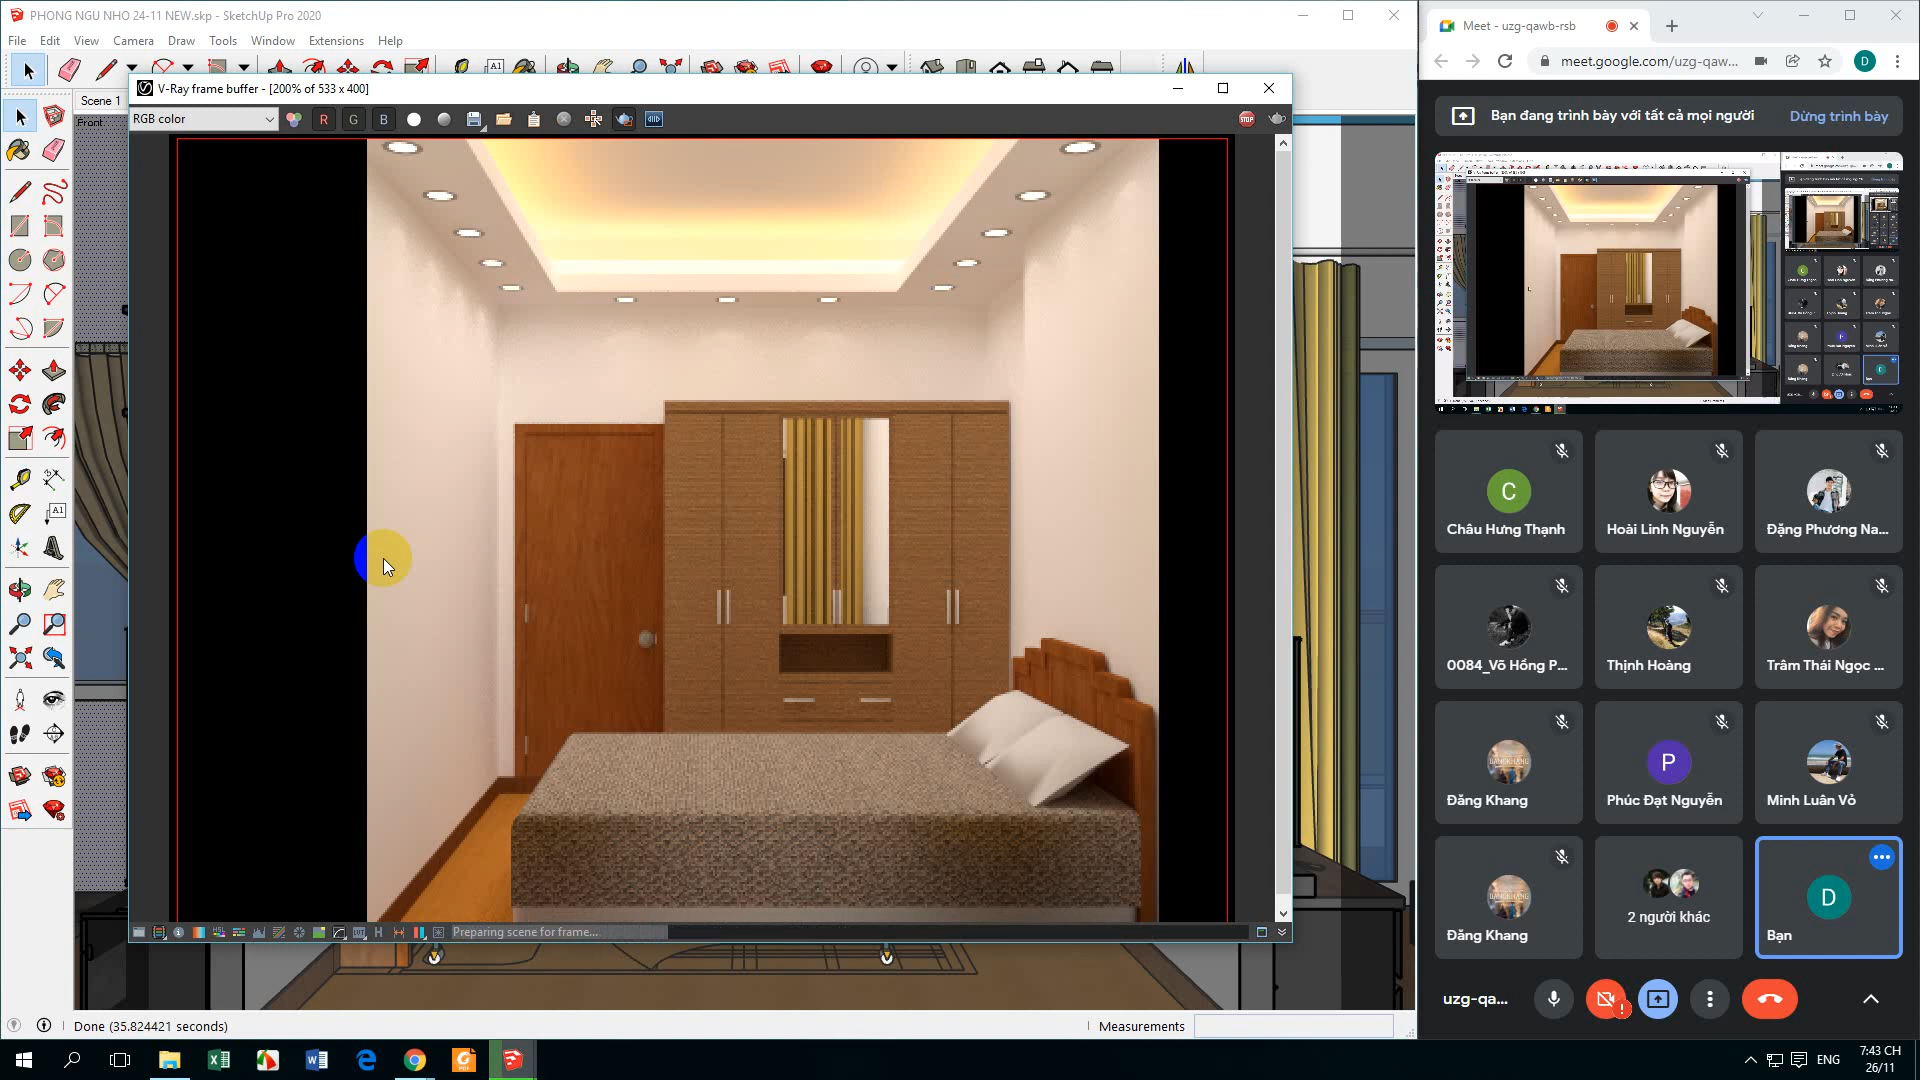 PHONG NGU NHO 24-11 NEW.skp - SketchUp Pro 2020
File Edit View Camera Draw Tools Window Extensions Help
Scene 1
Front
V-Ray frame buffer - [200% of 533 x 400]
RGB color
R G B
STOP
A1
A1
Preparing scene for frame...
Done (35.824421 seconds)
Measurements
Meet - uzg-qawb-rsb
meet.google.com/uzg-qaw...
D
Bạn đang trình bày với tất cả mọi người
Dừng trình bày
C
Châu Hưng Thạnh
Hoài Linh Nguyễn
Đặng Phương Na...
0084_Võ Hồng P...
Thịnh Hoàng
Trâm Thái Ngọc ...
Đăng Khang
P
Phúc Đạt Nguyễn
Minh Luân Vỏ
Đăng Khang
2 người khác
D
Bạn
uzg-qa...
ENG
7:43 CH
26/11